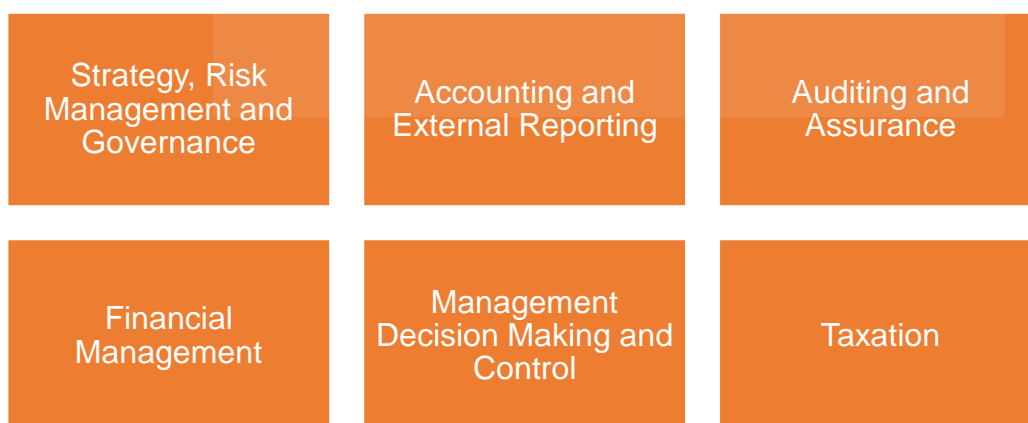 Strategy, Risk
Management and
Governance
Accounting and
External Reporting
Auditing and
Assurance
Financial
Management
Management
Decision Making and
Control
Taxation